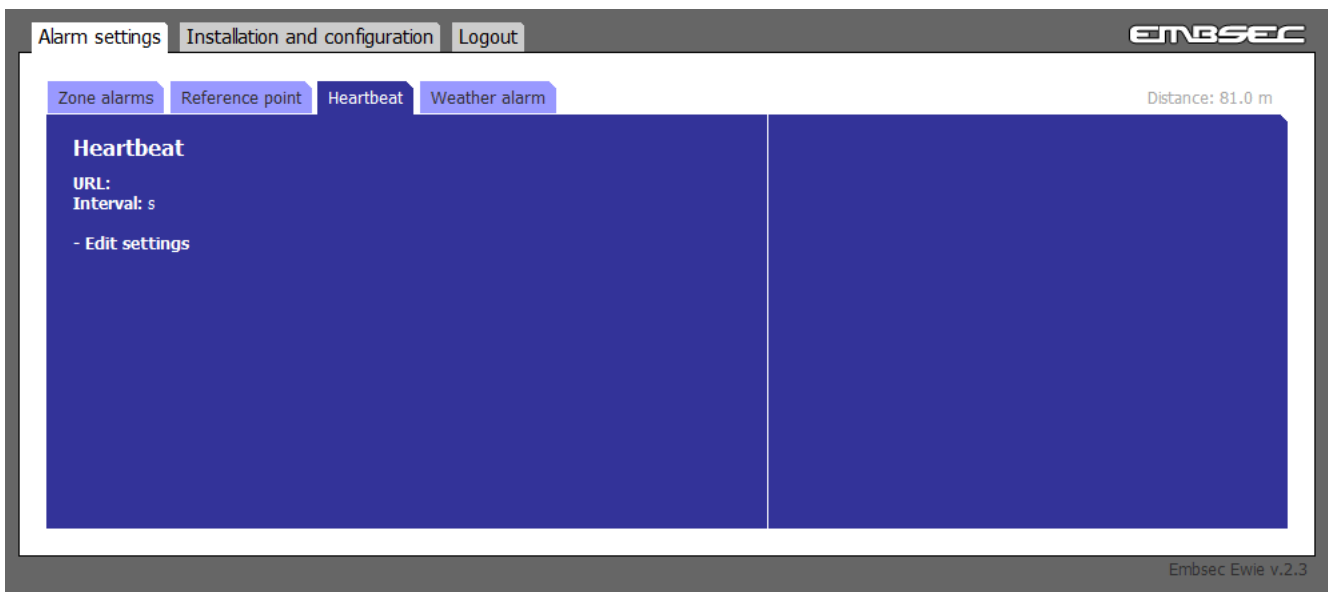 Alarm settings Installation and configuration Logout EMBSEC
Zone alarms Reference point Heartbeat Weather alarm Distance: 81.0 m
Heartbeat
URL:
Interval: s
- Edit settings
Embsec Ewie v.2.3